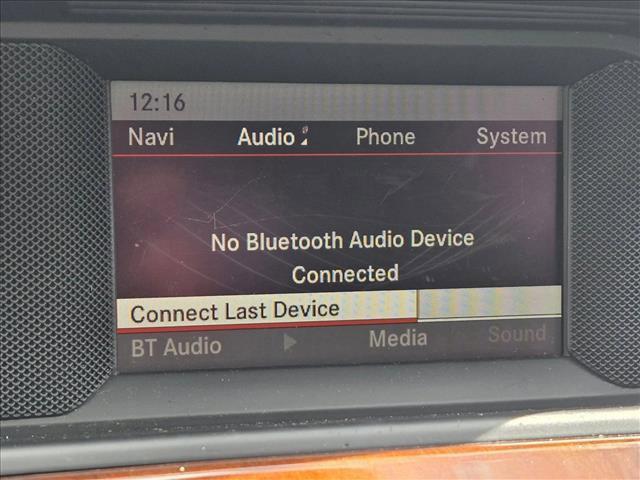 12:16
Navi Audio Phone System
No Bluetooth Audio Device
Connected
Connect Last Device
BT Audio Media Sound